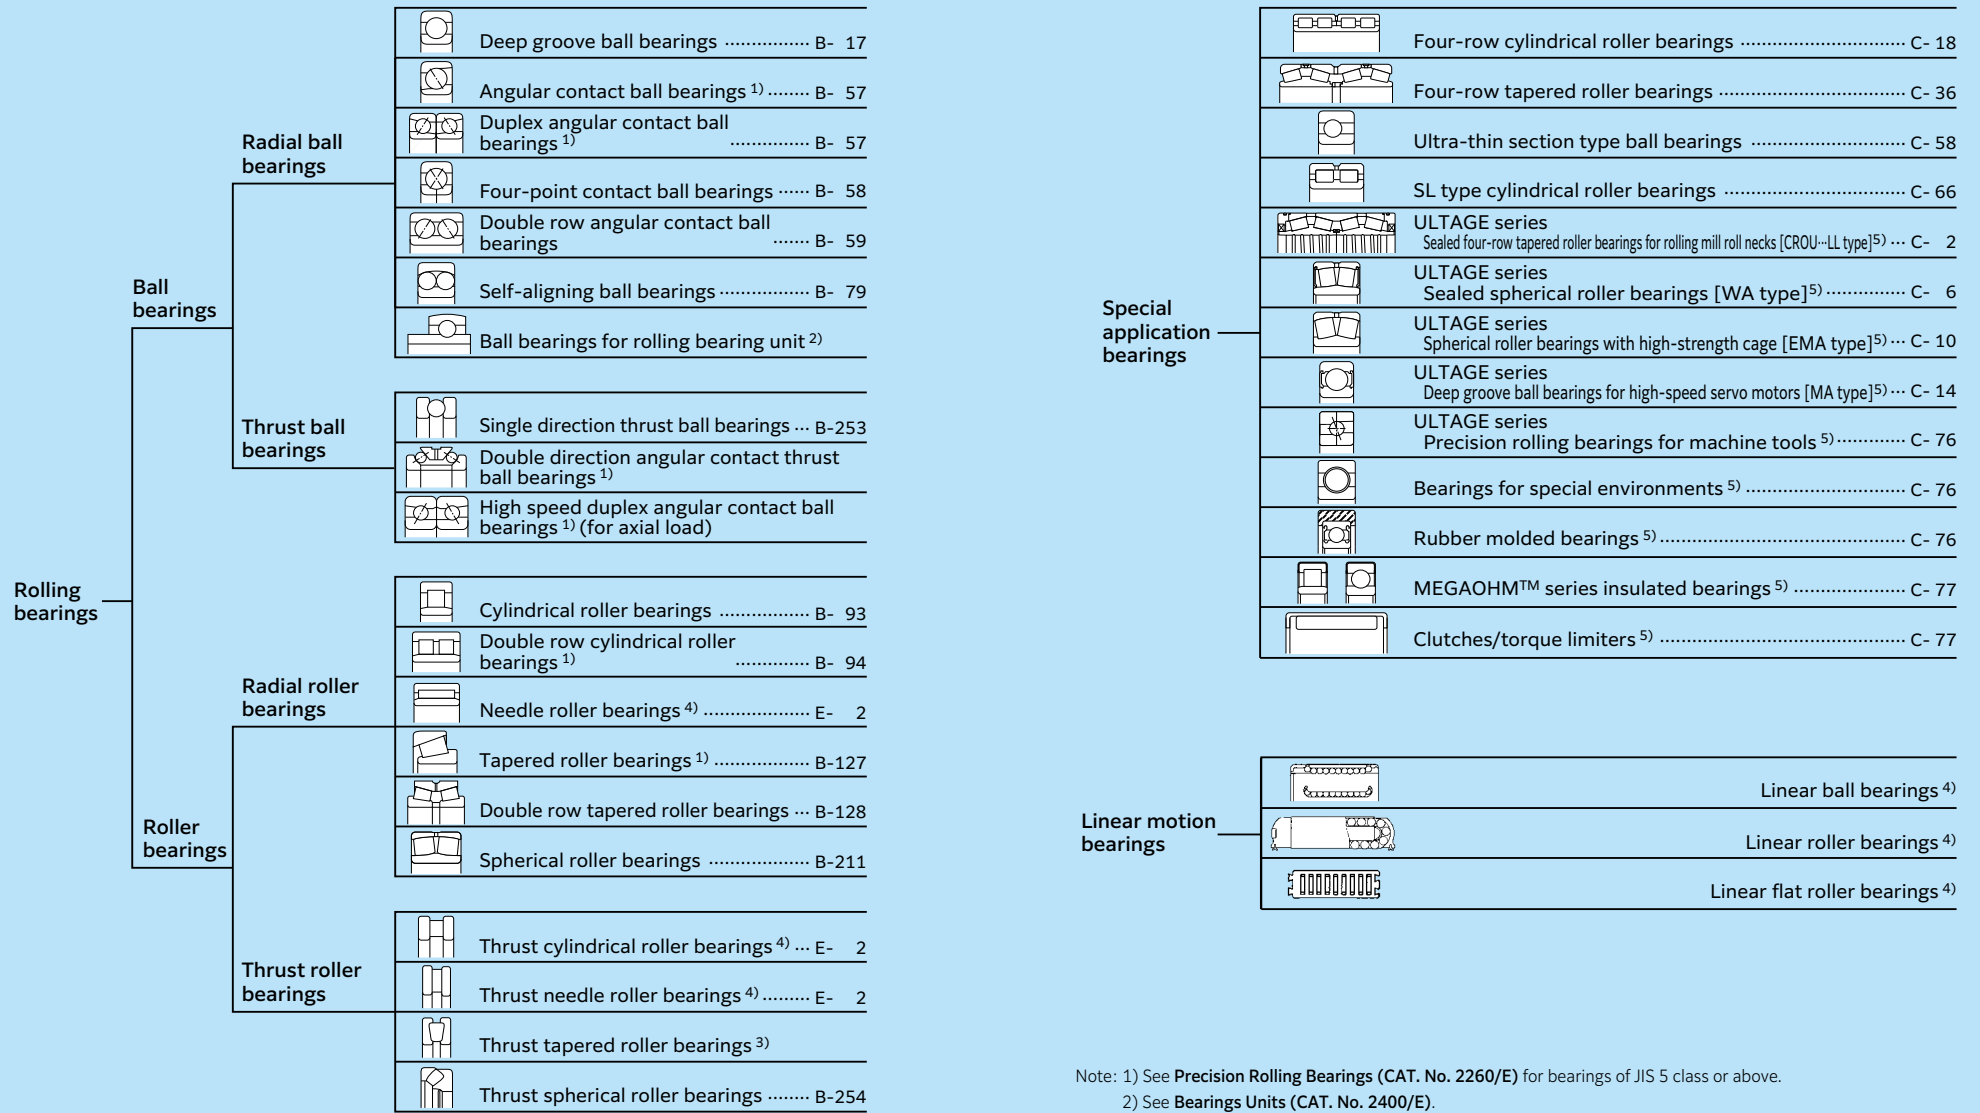 Rolling
bearings
Ball
bearings
Radial ball
bearings
Deep groove ball bearings ················ B- 17
Angular contact ball bearings 1) ········ B- 57
Duplex angular contact ball
bearings 1) ··············· B- 57
Four-point contact ball bearings ······ B- 58
Double row angular contact ball
bearings ······· B- 59
Self-aligning ball bearings ················· B- 79
Ball bearings for rolling bearing unit 2)
Thrust ball
bearings
Single direction thrust ball bearings ··· B-253
Double direction angular contact thrust
ball bearings 1)
High speed duplex angular contact ball
bearings 1) (for axial load)
Roller
bearings
Radial roller
bearings
Cylindrical roller bearings ················· B- 93
Double row cylindrical roller
bearings 1) ·············· B- 94
Needle roller bearings 4) ···················· E- 2
Tapered roller bearings 1) ·················· B-127
Double row tapered roller bearings ··· B-128
Spherical roller bearings ··················· B-211
Thrust roller
bearings
Thrust cylindrical roller bearings 4) ··· E- 2
Thrust needle roller bearings 4) ········· E- 2
Thrust tapered roller bearings 3)
Thrust spherical roller bearings ········ B-254
Special
application
bearings
Four-row cylindrical roller bearings ······························· C- 18
Four-row tapered roller bearings ··································· C- 36
Ultra-thin section type ball bearings ····························· C- 58
SL type cylindrical roller bearings ·································· C- 66
ULTAGE series
Sealed four-row tapered roller bearings for rolling mill roll necks [CROU···LL type]5) ··· C- 2
ULTAGE series
Sealed spherical roller bearings [WA type]5) ··············· C- 6
ULTAGE series
Spherical roller bearings with high-strength cage [EMA type]5) ··· C- 10
ULTAGE series
Deep groove ball bearings for high-speed servo motors [MA type]5) ··· C- 14
ULTAGE series
Precision rolling bearings for machine tools 5) ············· C- 76
Bearings for special environments 5) ······························ C- 76
Rubber molded bearings 5) ··············································· C- 76
MEGAOHM™ series insulated bearings 5) ····················· C- 77
Clutches/torque limiters 5) ··············································· C- 77
Linear motion
bearings
Linear ball bearings 4)
Linear roller bearings 4)
Linear flat roller bearings 4)
Note: 1) See Precision Rolling Bearings (CAT. No. 2260/E) for bearings of JIS 5 class or above.
2) See Bearings Units (CAT. No. 2400/E).